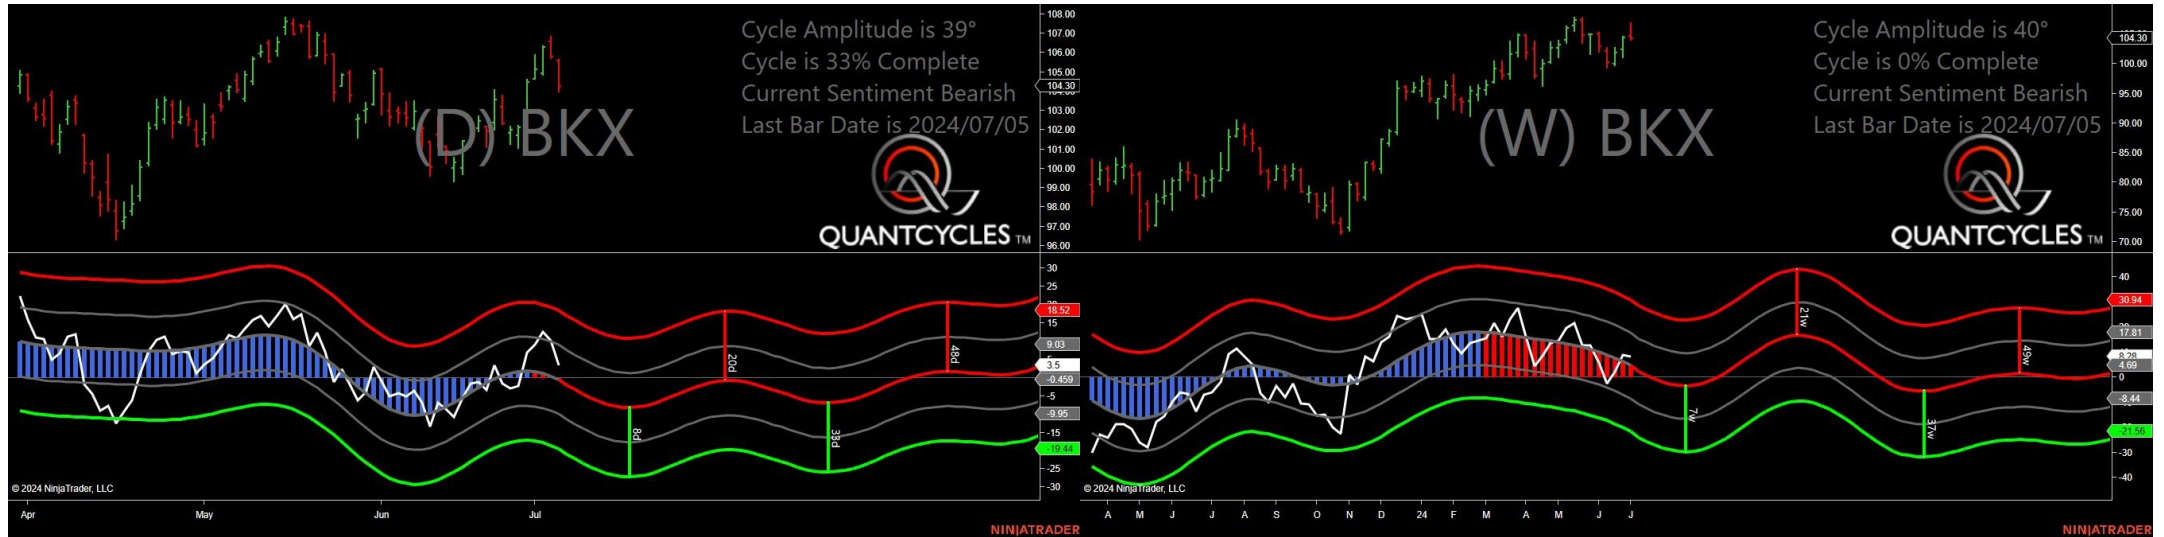 Cycle Amplitude is 39°
Cycle is 33% Complete
Current Sentiment Bearish
Last Bar Date is 2024/07/05
(D) BKX
QUANTCYCLES TM
108.00
107.00
106.00
105.00
104.30
103.00
102.00
101.00
100.00
99.00
98.00
97.00
96.00
30
25
18.52
15
9.03
3.5
-0.459
-5
-9.95
-15
-19.44
-25
-30
8d
20d
33d
48d
© 2024 NinjaTrader, LLC
Apr May Jun Jul
NINJATRADER
Cycle Amplitude is 40°
Cycle is 0% Complete
Current Sentiment Bearish
Last Bar Date is 2024/07/05
(W) BKX
QUANTCYCLES TM
104.30
100.00
95.00
90.00
85.00
80.00
75.00
70.00
40
30.94
17.81
8.28
4.69
0
-8.44
-21.56
-30
-40
7w
21w
37w
49w
© 2024 NinjaTrader, LLC
A M J J A S O N D 24 F M A M J J
NINJATRADER